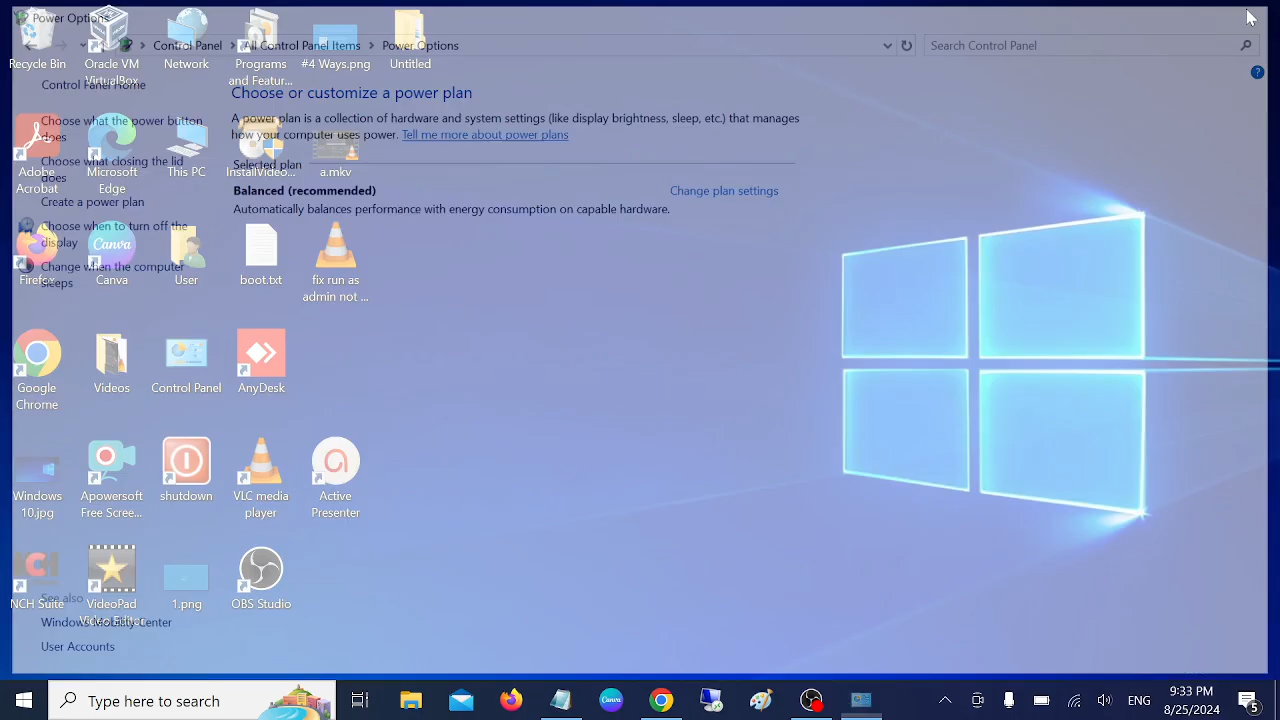 Power Options
Control Panel
All Control Panel Items
Power Options
Search Control Panel
Control Panel Home
Choose what the power button
does
Choose what closing the lid
does
Create a power plan
Choose when to turn off the
display
Change when the computer
sleeps
See also
Windows Mobility Center
User Accounts
Choose or customize a power plan
A power plan is a collection of hardware and system settings (like display brightness, sleep, etc.) that manages
how your computer uses power. Tell me more about power plans
Selected plan
Balanced (recommended)
Change plan settings
Automatically balances performance with energy consumption on capable hardware.
Recycle Bin
Oracle VM
VirtualBox
Network
Programs
and Featur...
#4 Ways.png
Untitled
Adobe
Acrobat
Microsoft
Edge
This PC
InstallVideo...
a.mkv
Firefox
Canva
User
boot.txt
fix run as
admin not ...
Google
Chrome
Videos
Control Panel
AnyDesk
Windows
10.jpg
Apowersoft
Free Scree...
shutdown
VLC media
player
Active
Presenter
NCH Suite
VideoPad
Video Editor
1.png
OBS Studio
Type here to search
ENG
9:33 PM
8/25/2024
5